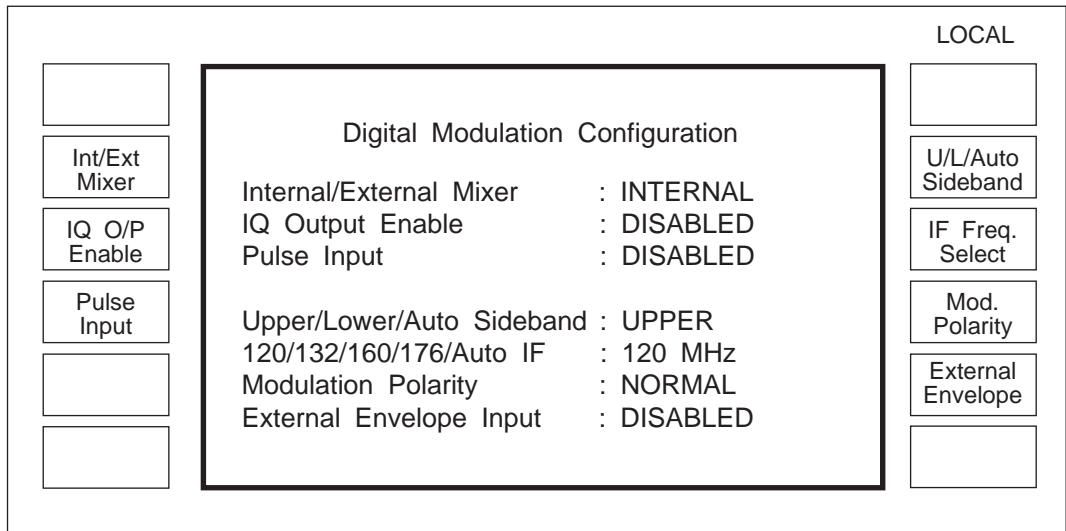 LOCAL
Int/Ext
Mixer
IQ O/P
Enable
Pulse
Input
Digital Modulation Configuration
Internal/External Mixer : INTERNAL
IQ Output Enable : DISABLED
Pulse Input : DISABLED
Upper/Lower/Auto Sideband : UPPER
120/132/160/176/Auto IF : 120 MHz
Modulation Polarity : NORMAL
External Envelope Input : DISABLED
U/L/Auto
Sideband
IF Freq.
Select
Mod.
Polarity
External
Envelope